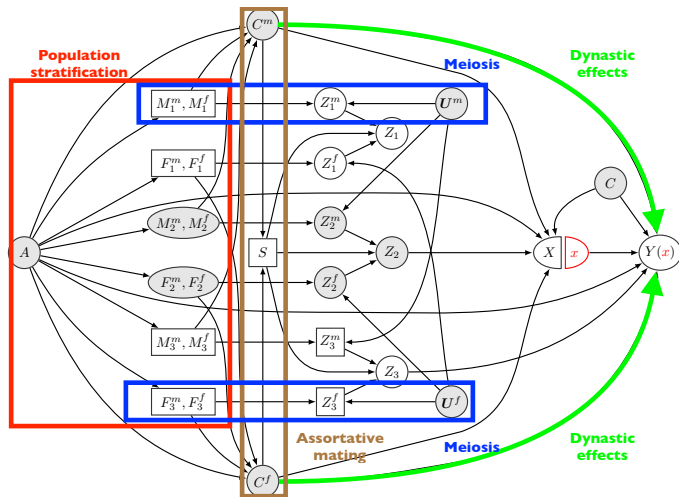 C^m
Population
stratification
Meiosis
Dynastic
effects
M_1^m, M_1^f
Z_1^m
U^m
Z_1
F_1^m, F_1^f
Z_1^f
C
M_2^m, M_2^f
Z_2^m
A
S
Z_2
X
x
Y(x)
F_2^m, F_2^f
Z_2^f
M_3^m, M_3^f
Z_3^m
Z_3
F_3^m, F_3^f
Z_3^f
U^f
Assortative
mating
Meiosis
Dynastic
effects
C^f